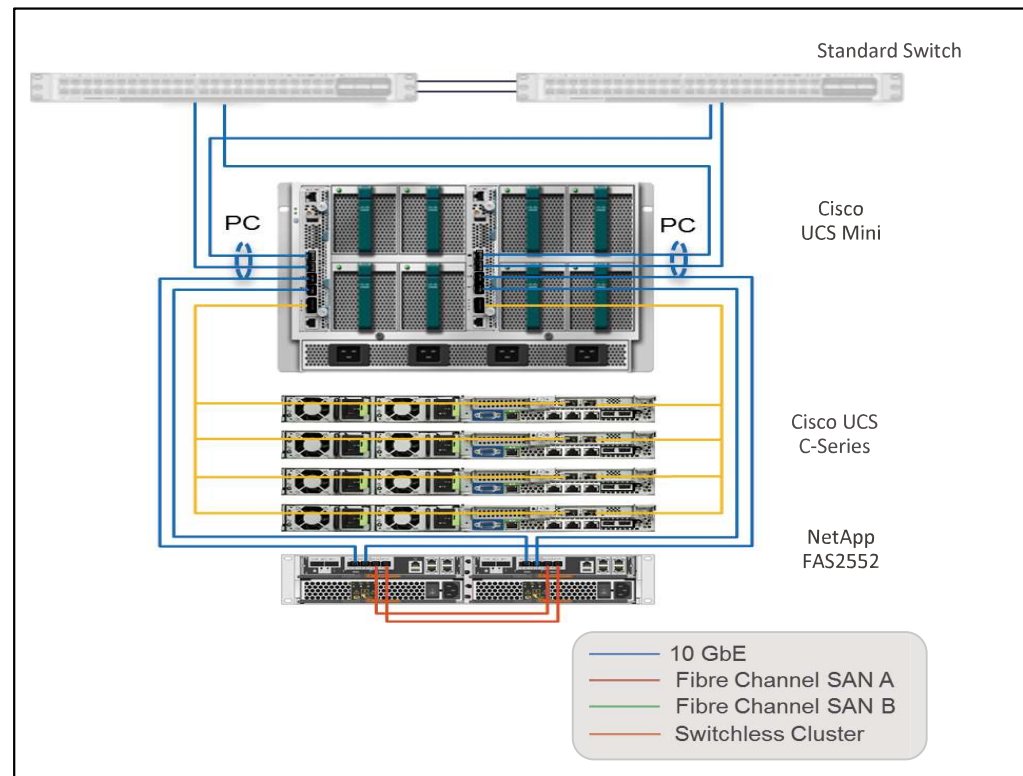 Standard Switch
PC
PC
Cisco
UCS Mini
Cisco UCS
C-Series
NetApp
FAS2552
10 GbE
Fibre Channel SAN A
Fibre Channel SAN B
Switchless Cluster